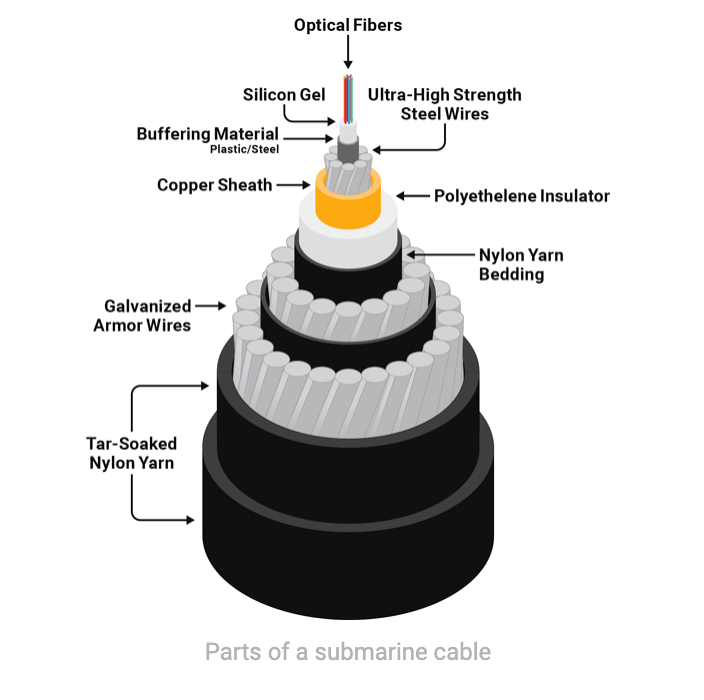 Optical Fibers
Silicon Gel
Ultra-High Strength
Steel Wires
Buffering Material
Plastic/Steel
Copper Sheath
Polyethelene Insulator
Nylon Yarn
Bedding
Galvanized
Armor Wires
Tar-Soaked
Nylon Yarn
Parts of a submarine cable